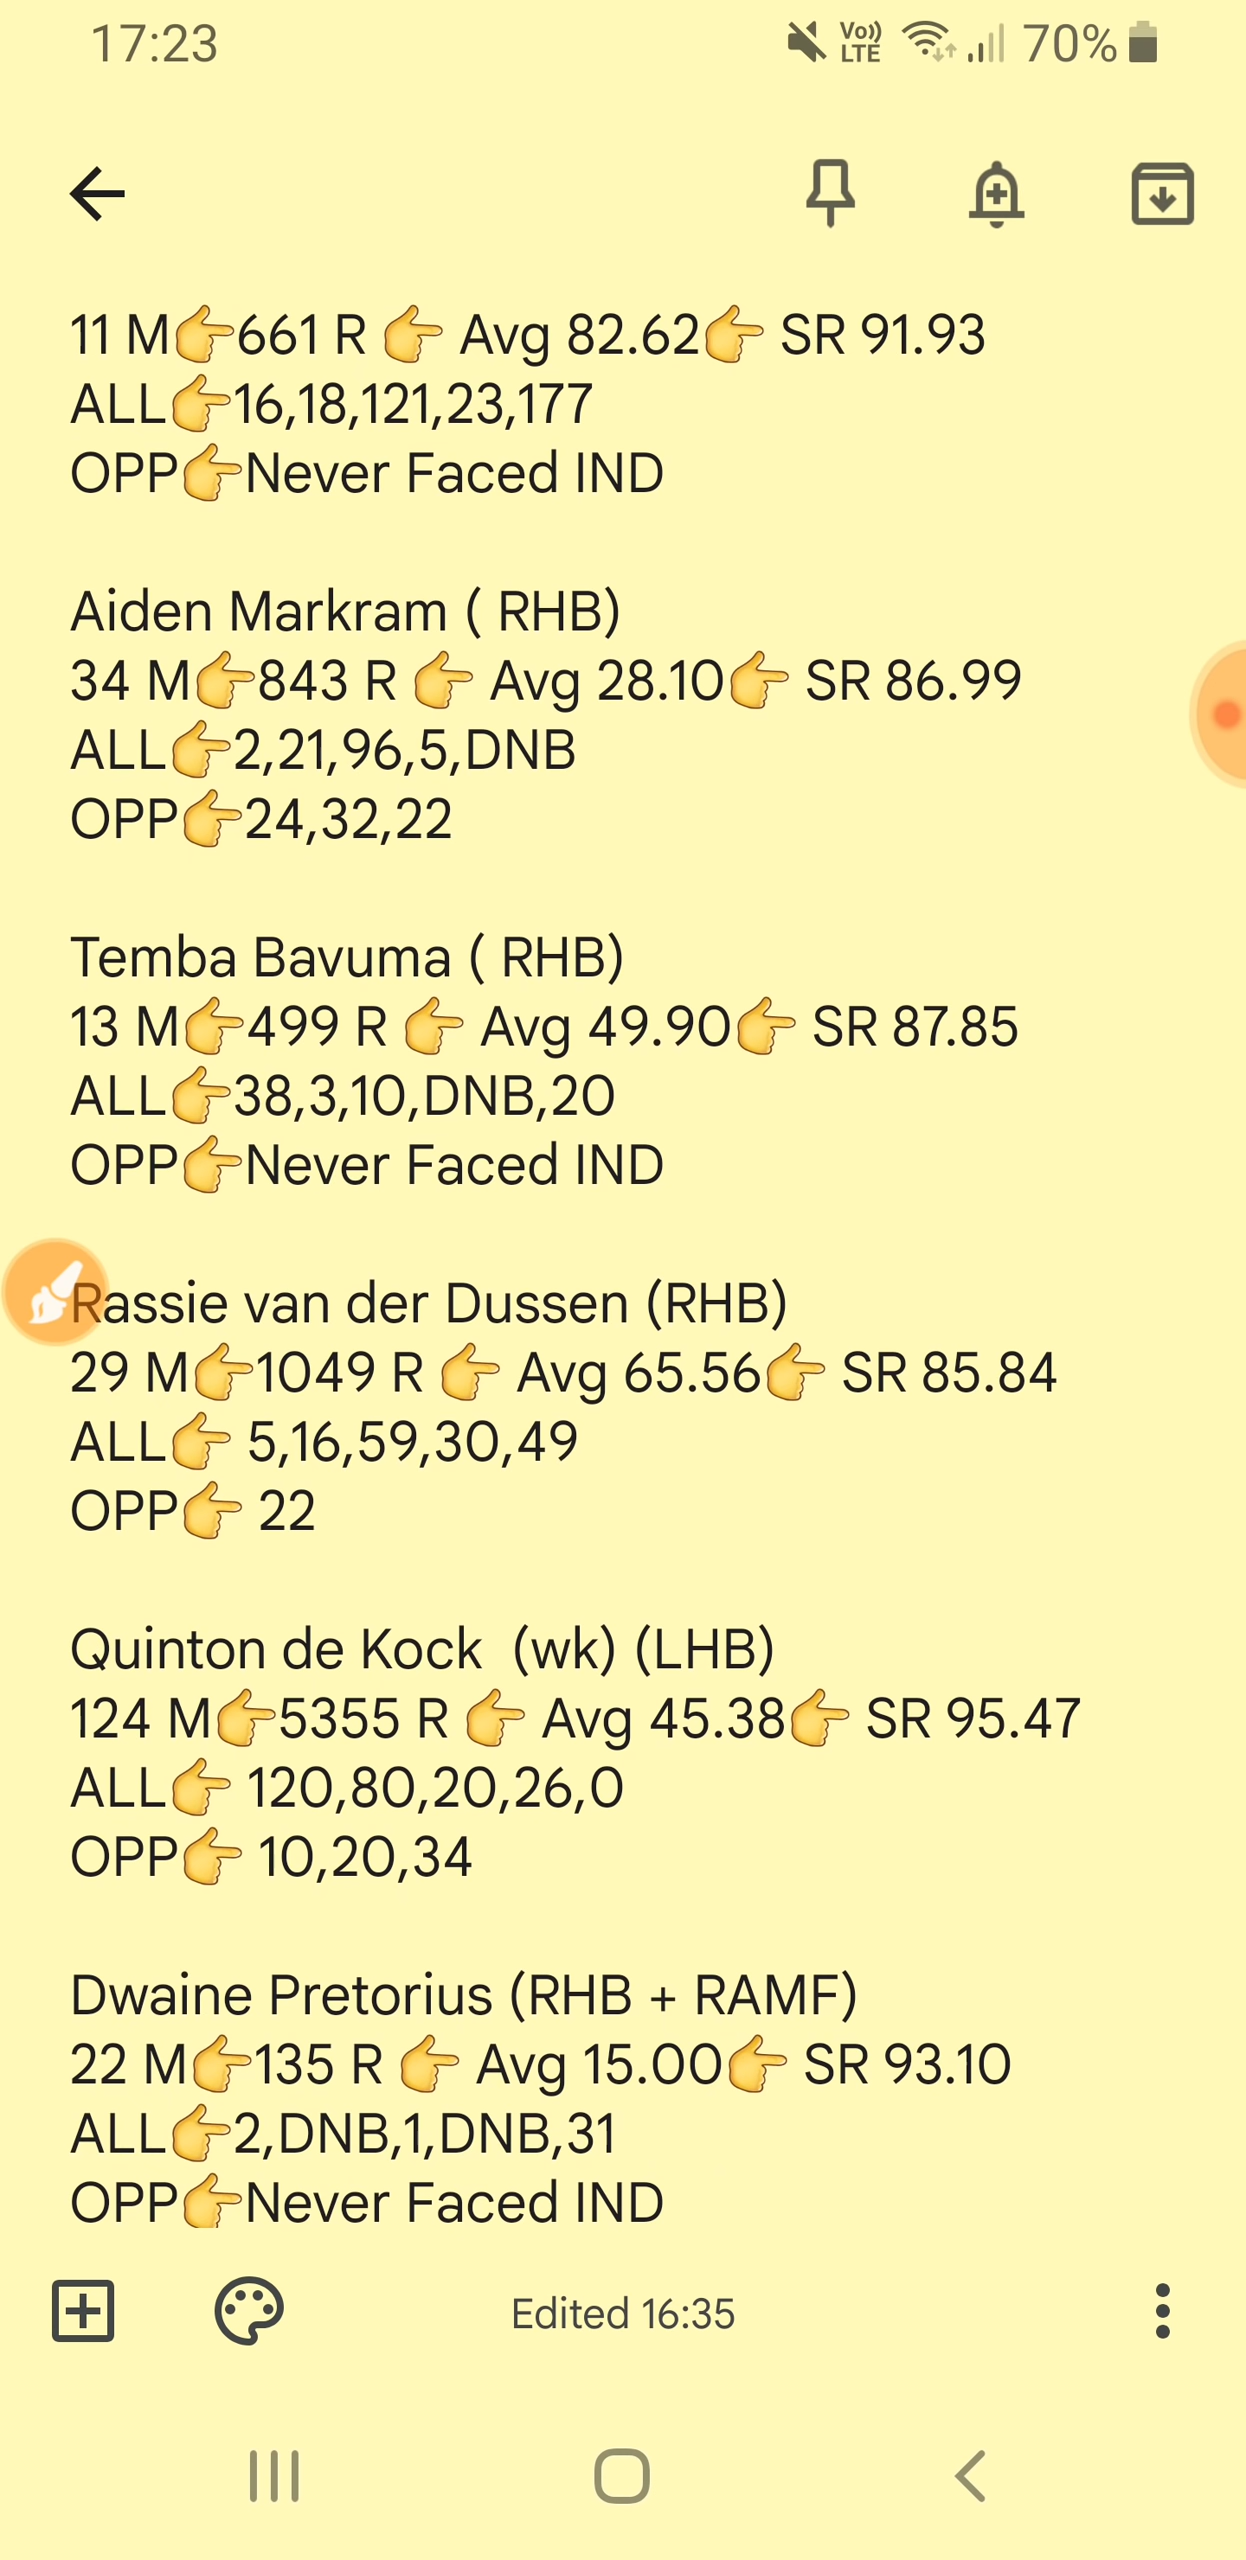 17:23
Vo)) LTE 70%
11 M👉661 R 👉 Avg 82.62👉 SR 91.93
ALL👉16,18,121,23,177
OPP👉Never Faced IND
Aiden Markram ( RHB)
34 M👉843 R 👉 Avg 28.10👉 SR 86.99
ALL👉2,21,96,5,DNB
OPP👉24,32,22
Temba Bavuma ( RHB)
13 M👉499 R 👉 Avg 49.90👉 SR 87.85
ALL👉38,3,10,DNB,20
OPP👉Never Faced IND
Rassie van der Dussen (RHB)
29 M👉1049 R 👉 Avg 65.56👉 SR 85.84
ALL👉 5,16,59,30,49
OPP👉 22
Quinton de Kock  (wk) (LHB)
124 M👉5355 R 👉 Avg 45.38👉 SR 95.47
ALL👉 120,80,20,26,0
OPP👉 10,20,34
Dwaine Pretorius (RHB + RAMF)
22 M👉135 R 👉 Avg 15.00👉 SR 93.10
ALL👉2,DNB,1,DNB,31
OPP👉Never Faced IND
Edited 16:35